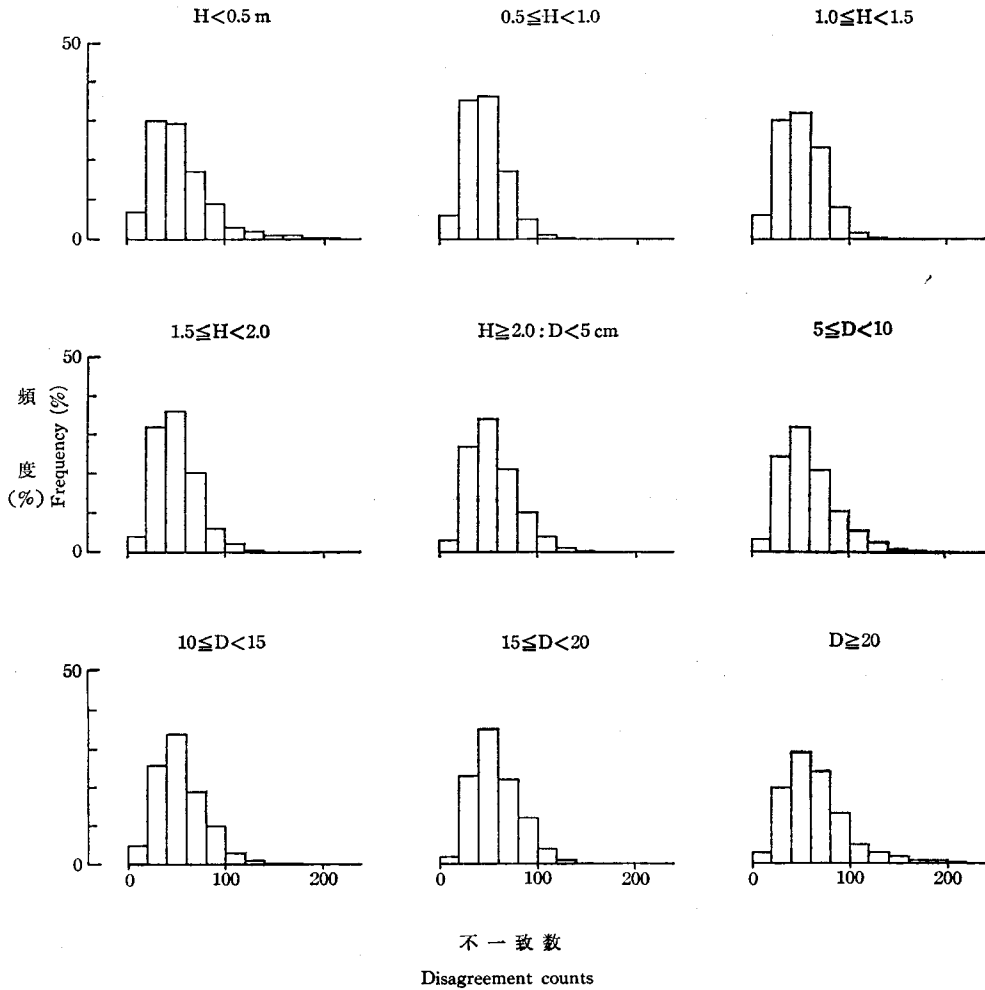 H<0.5 m 0.5≦H<1.0 1.0≦H<1.5
50
0
1.5≦H<2.0 H≧2.0 : D<5 cm 5≦D<10
50
頻度(%)
Frequency (%)
0
10≦D<15 15≦D<20 D≧20
50
0
0 100 200 0 100 200 0 100 200
不一致数
Disagreement counts